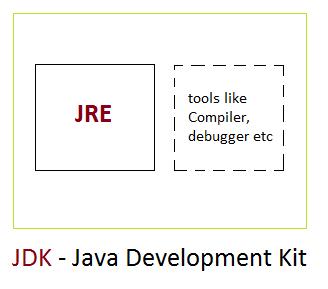 JRE
tools like
Compiler,
debugger etc
JDK - Java Development Kit